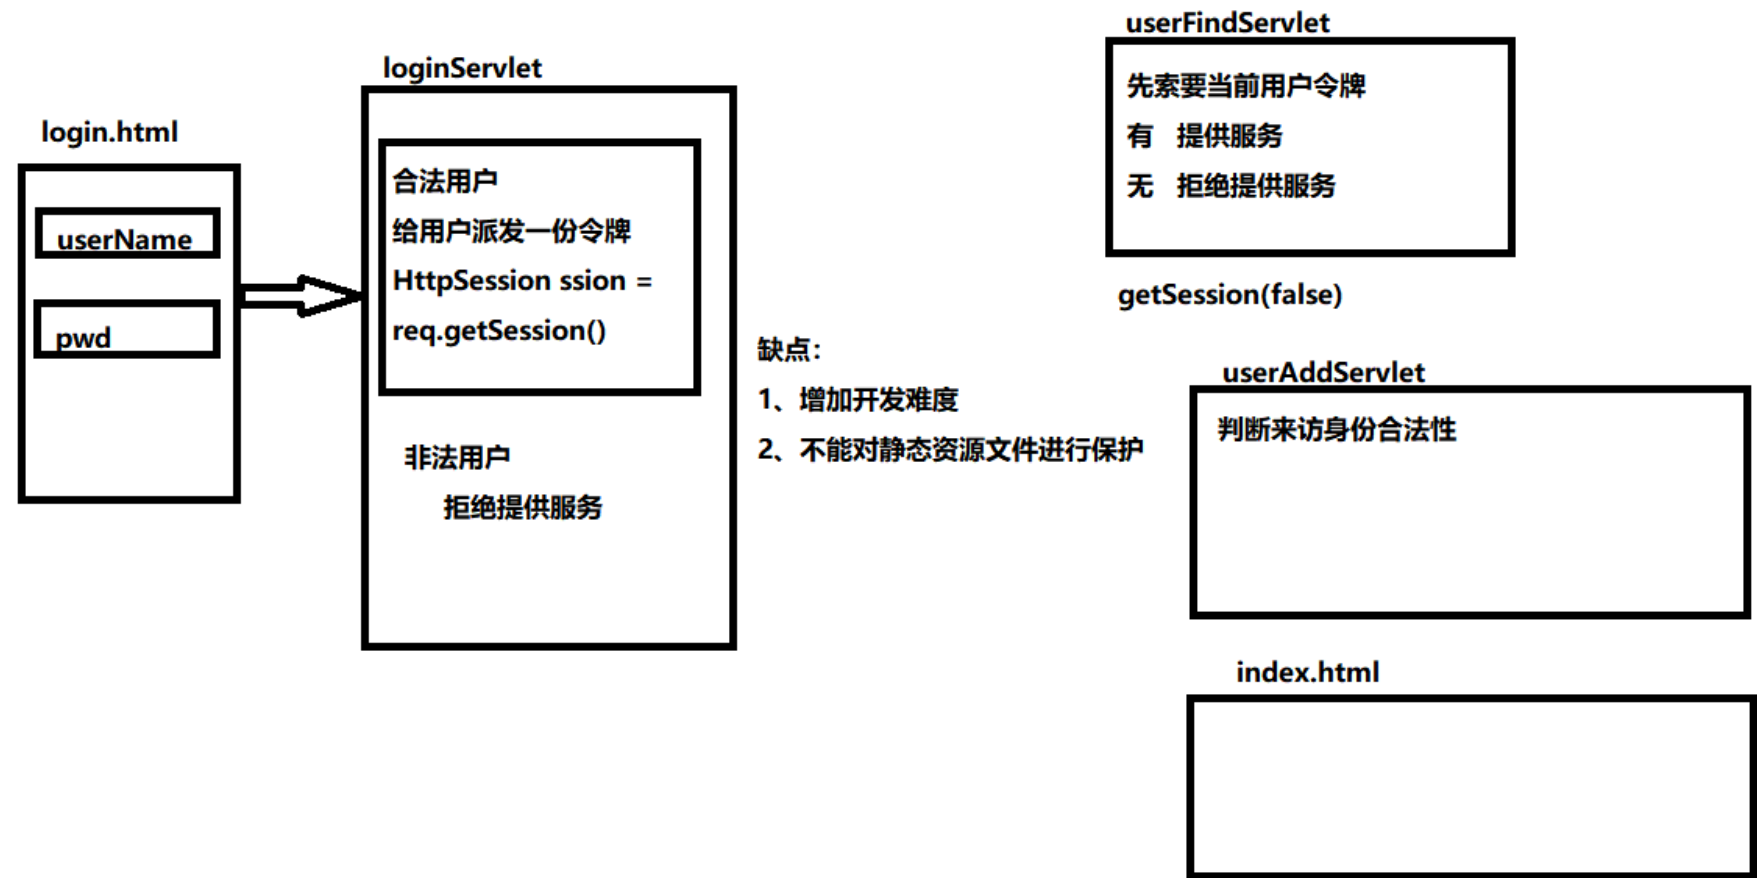 login.html
userName
pwd
loginServlet
合法用户
给用户派发一份令牌
HttpSession ssion =
req.getSession()
非法用户
拒绝提供服务
缺点：
1、增加开发难度
2、不能对静态资源文件进行保护
userFindServlet
先索要当前用户令牌
有 提供服务
无 拒绝提供服务
getSession(false)
userAddServlet
判断来访身份合法性
index.html